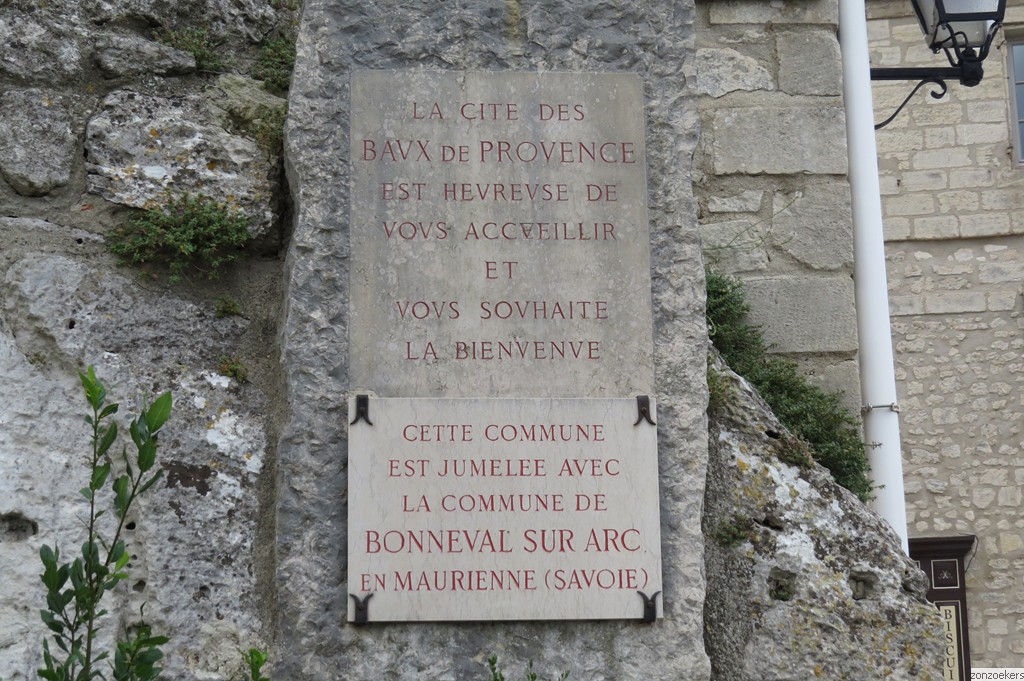 LA CITE DES
BAVX DE PROVENCE
EST HEVREVSE DE
VOVS ACCVEILLIR
ET
VOVS SOVHAITE
LA BIENVENVE
CETTE COMMUNE
EST JUMELEE AVEC
LA COMMUNE DE
BONNEVAL SUR ARC.
EN MAURIENNE (SAVOIE)
BISCUI
zonzoekers